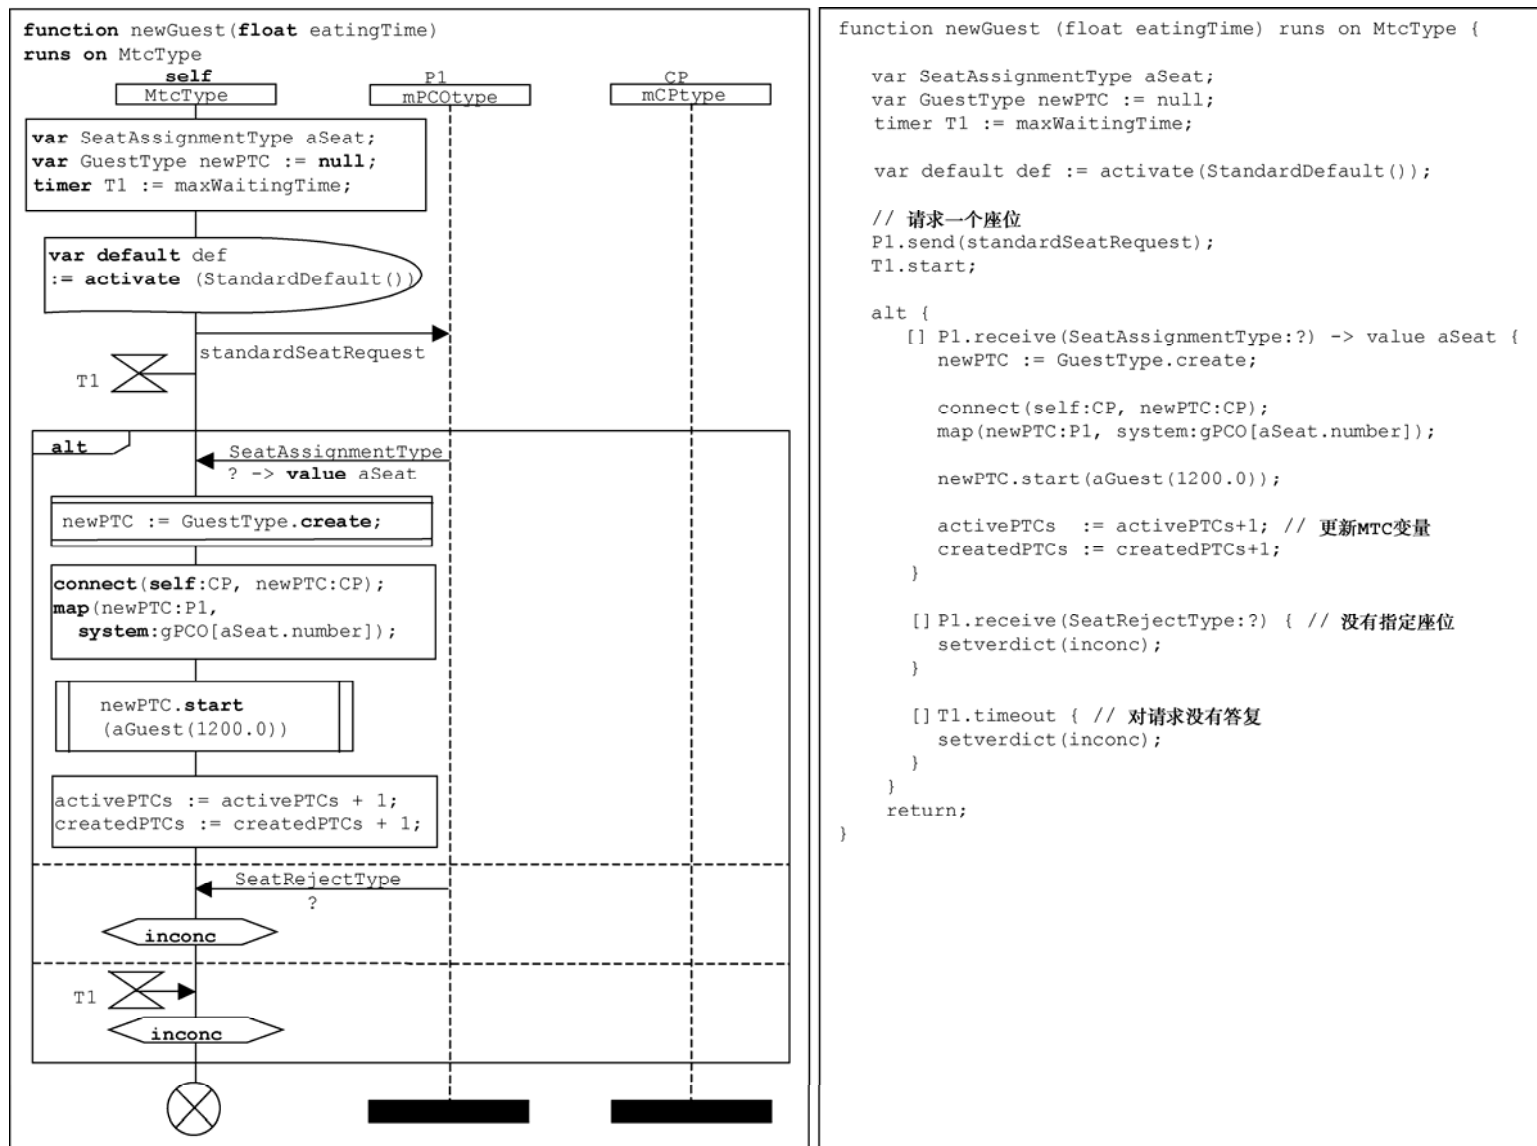 function newGuest(float eatingTime)
runs on MtcType
self
MtcType
P1
mPCOtype
CP
mCPtype
var SeatAssignmentType aSeat;
var GuestType newPTC := null;
timer T1 := maxWaitingTime;
var default def
:= activate (StandardDefault())
standardSeatRequest
T1
alt
SeatAssignmentType
? -> value aSeat
newPTC := GuestType.create;
connect(self:CP, newPTC:CP);
map(newPTC:P1,
system:gPCO[aSeat.number]);
newPTC.start
(aGuest(1200.0))
activePTCs := activePTCs + 1;
createdPTCs := createdPTCs + 1;
SeatRejectType
?
inconc
T1
inconc
function newGuest (float eatingTime) runs on MtcType {
var SeatAssignmentType aSeat;
var GuestType newPTC := null;
timer T1 := maxWaitingTime;
var default def := activate(StandardDefault());
// 请求一个座位
P1.send(standardSeatRequest);
T1.start;
alt {
[] P1.receive(SeatAssignmentType:?) -> value aSeat {
newPTC := GuestType.create;
connect(self:CP, newPTC:CP);
map(newPTC:P1, system:gPCO[aSeat.number]);
newPTC.start(aGuest(1200.0));
activePTCs := activePTCs+1; // 更新MTC变量
createdPTCs := createdPTCs+1;
}
[] P1.receive(SeatRejectType:?) { // 没有指定座位
setverdict(inconc);
}
[] T1.timeout { // 对请求没有答复
setverdict(inconc);
}
}
return;
}